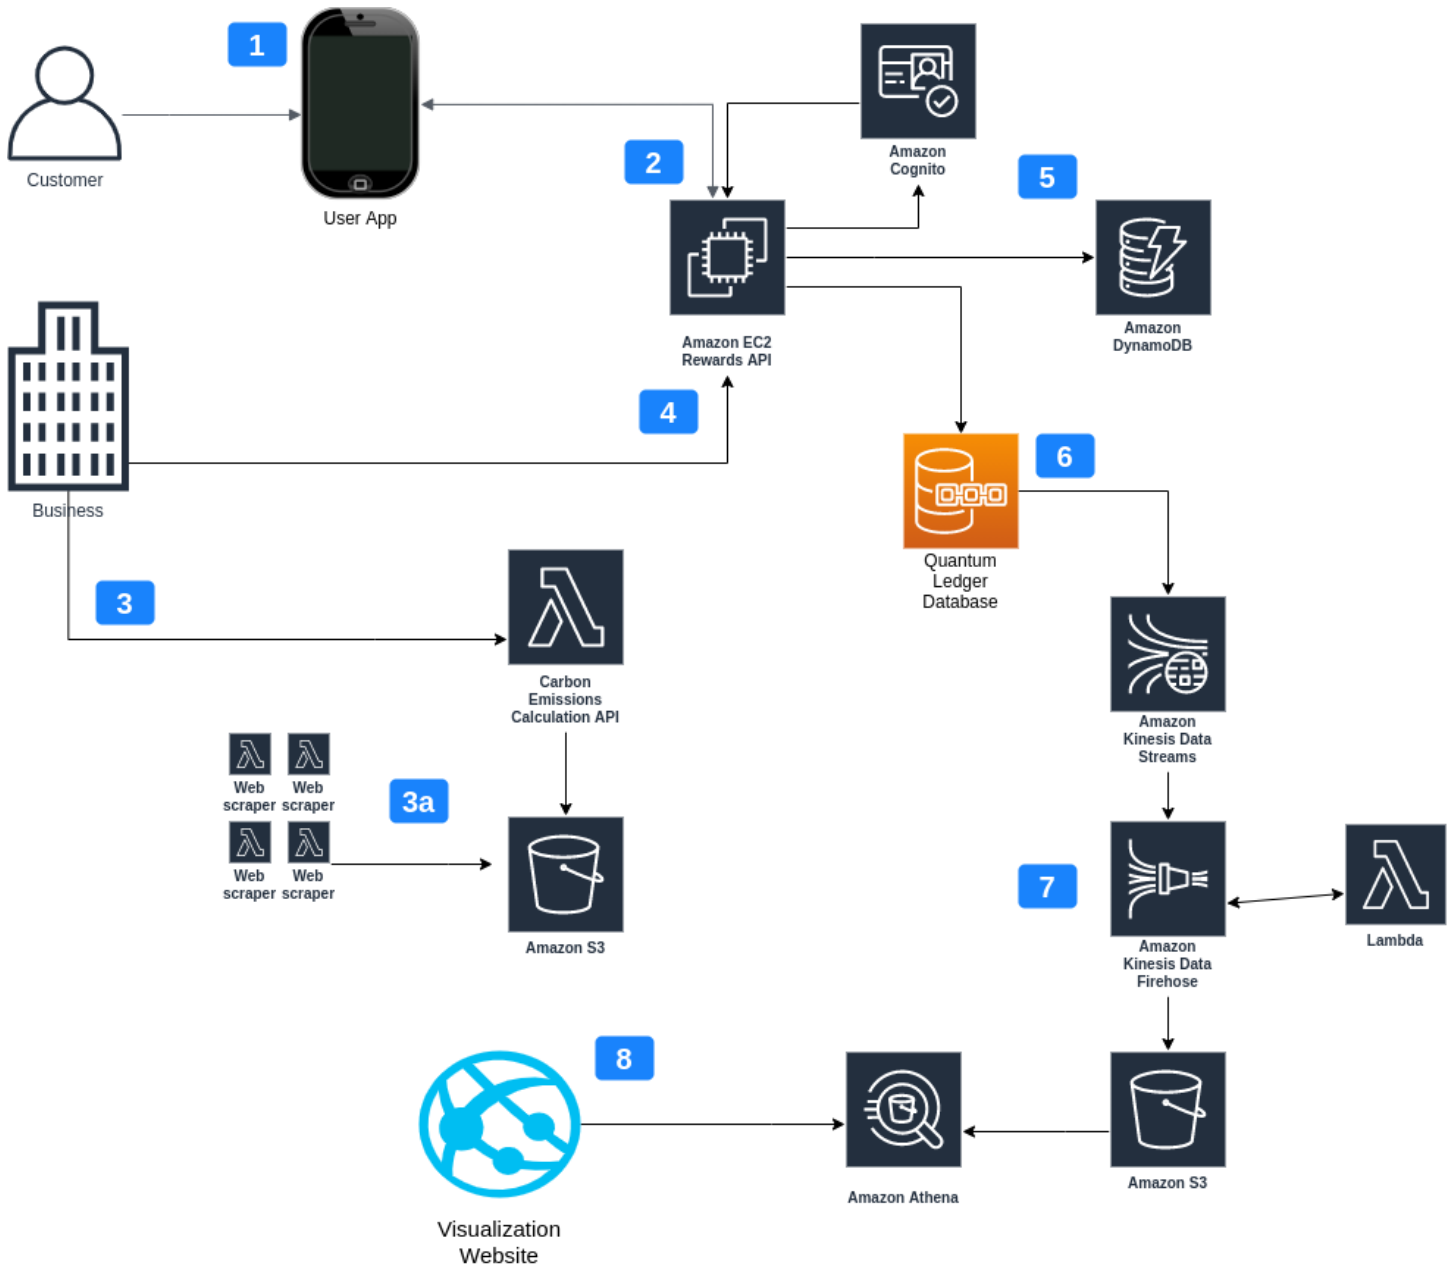 1
Customer
User App
2
Amazon
Cognito
5
Amazon EC2
Rewards API
Amazon
DynamoDB
4
Business
6
Quantum
Ledger
Database
3
Carbon
Emissions
Calculation API
Amazon
Kinesis Data
Streams
Web
scraper
Web
scraper
3a
Web
scraper
Web
scraper
Amazon S3
7
Amazon
Kinesis Data
Firehose
Lambda
8
Visualization
Website
Amazon Athena
Amazon S3